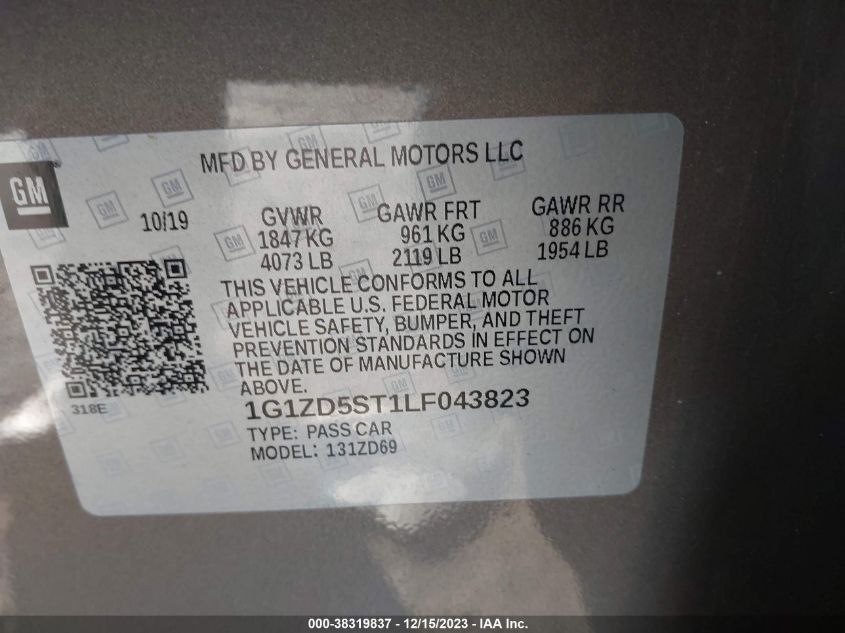 MFD BY GENERAL MOTORS LLC
GM
10/19
GVWR
1847 KG
4073 LB
GAWR FRT
961 KG
2119 LB
GAWR RR
886 KG
1954 LB
THIS VEHICLE CONFORMS TO ALL
APPLICABLE U.S. FEDERAL MOTOR
VEHICLE SAFETY, BUMPER, AND THEFT
PREVENTION STANDARDS IN EFFECT ON
THE DATE OF MANUFACTURE SHOWN
ABOVE.
318E
1G1ZD5ST1LF043823
TYPE: PASS CAR
MODEL: 131ZD69
000-38319837 - 12/15/2023 - IAAI Inc.